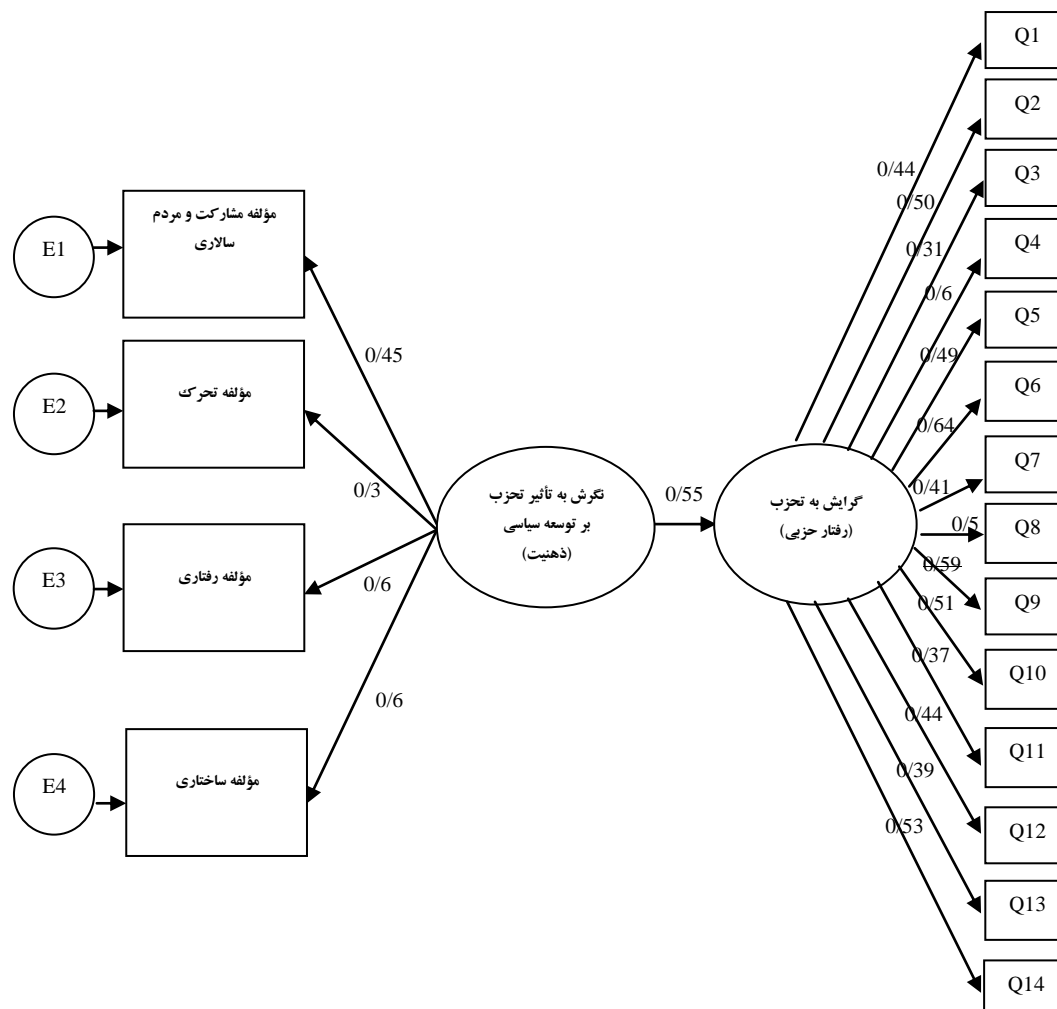 Q1
Q2
Q3
Q4
Q5
Q6
Q7
Q8
Q9
Q10
Q11
Q12
Q13
Q14
0/44
0/50
0/31
0/6
0/49
0/64
0/41
0/5
0/59
0/51
0/37
0/44
0/39
0/53
گرایش به تحزب
(رفتار حزبی)
0/55
نگرش به تأثیر تحزب
بر توسعه سیاسی
(ذهنیت)
0/45
0/3
0/6
0/6
مؤلفه مشارکت و مردم
سالاری
مؤلفه تحرک
مؤلفه رفتاری
مؤلفه ساختاری
E1
E2
E3
E4